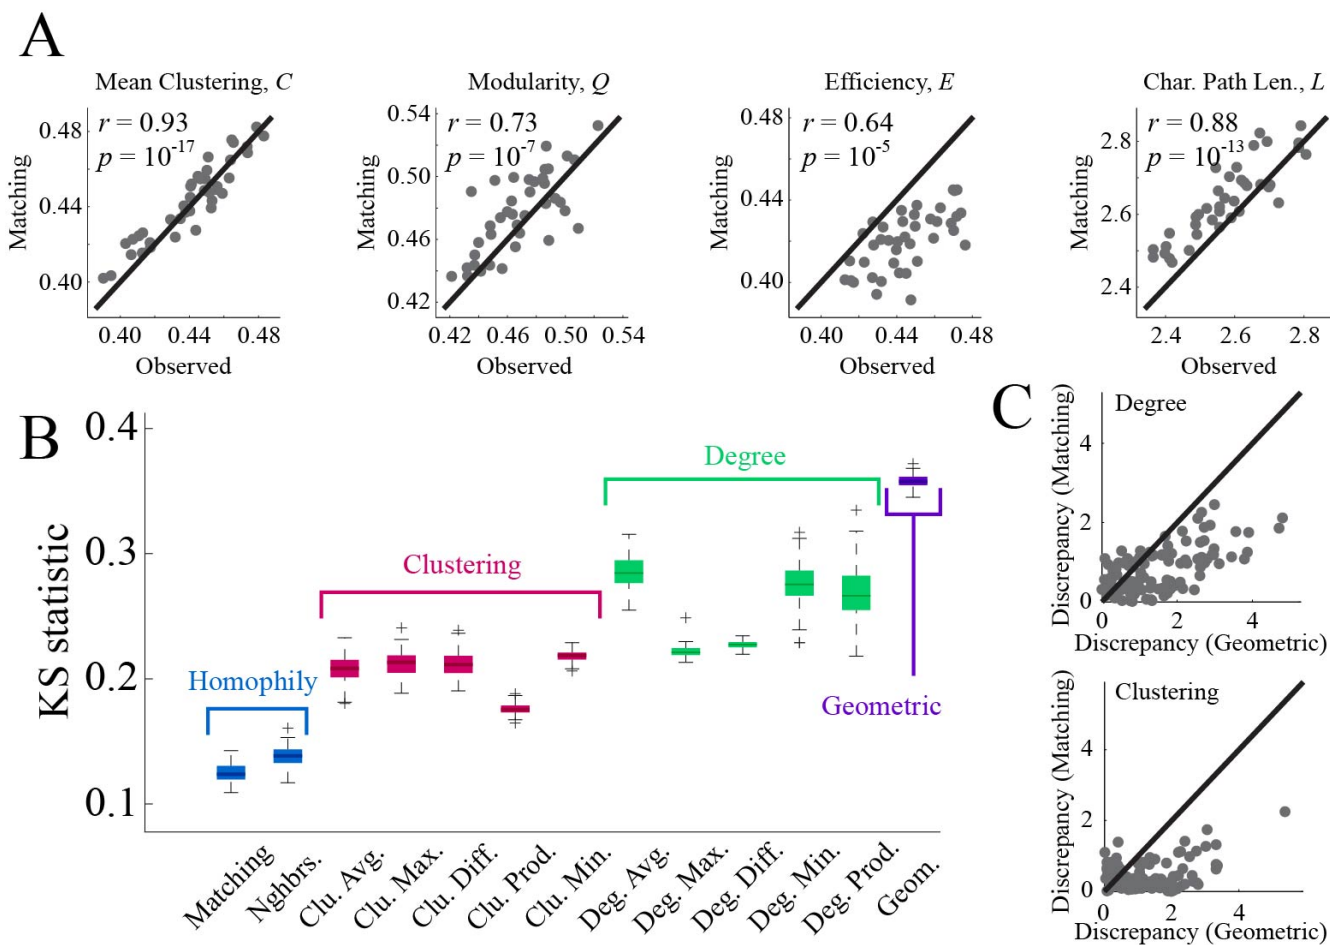 A
Mean Clustering, C
r = 0.93
p = 10-17
0.48
0.44
0.40
Matching
0.40 0.44 0.48
Observed
Modularity, Q
r = 0.73
p = 10-7
0.54
0.50
0.46
0.42
Matching
0.42 0.46 0.50 0.54
Observed
Efficiency, E
r = 0.64
p = 10-5
0.48
0.44
0.40
Matching
0.40 0.44 0.48
Observed
Char. Path Len., L
r = 0.88
p = 10-13
2.8
2.6
2.4
Matching
2.4 2.6 2.8
Observed
B
KS statistic
0.4
0.3
0.2
0.1
Homophily
Clustering
Degree
Geometric
Matching
Nghbrs.
Clu. Avg.
Clu. Max.
Clu. Diff.
Clu. Prod.
Clu. Min.
Deg. Avg.
Deg. Max.
Deg. Diff.
Deg. Min.
Deg. Prod.
Geom.
C
Degree
Discrepancy (Matching)
4
2
0
0 2 4
Discrepancy (Geometric)
Clustering
Discrepancy (Matching)
4
2
0
0 2 4
Discrepancy (Geometric)